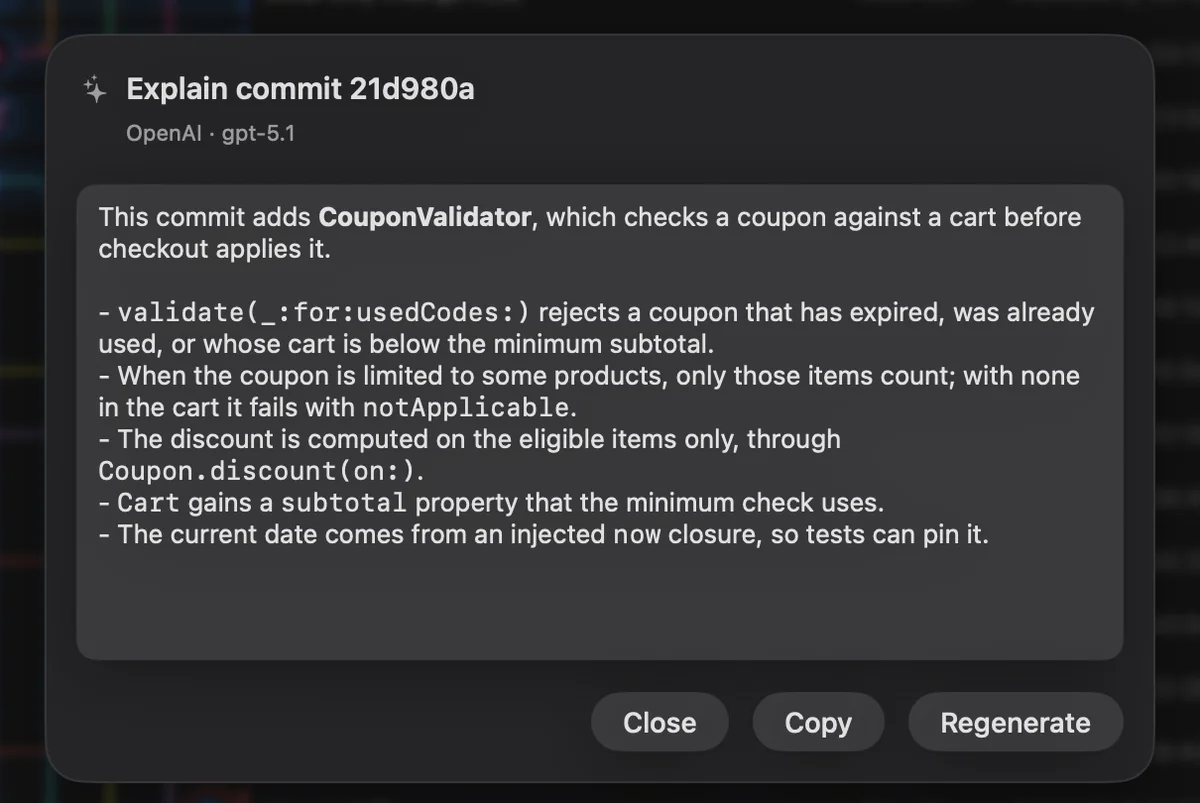 Explain commit 21d980a
OpenAI · gpt-5.1
This commit adds CouponValidator, which checks a coupon against a cart before
checkout applies it.
- validate(_:for:usedCodes:) rejects a coupon that has expired, was already
used, or whose cart is below the minimum subtotal.
- When the coupon is limited to some products, only those items count; with none
in the cart it fails with notApplicable.
- The discount is computed on the eligible items only, through
Coupon.discount(on:).
- Cart gains a subtotal property that the minimum check uses.
- The current date comes from an injected now closure, so tests can pin it.
Close
Copy
Regenerate